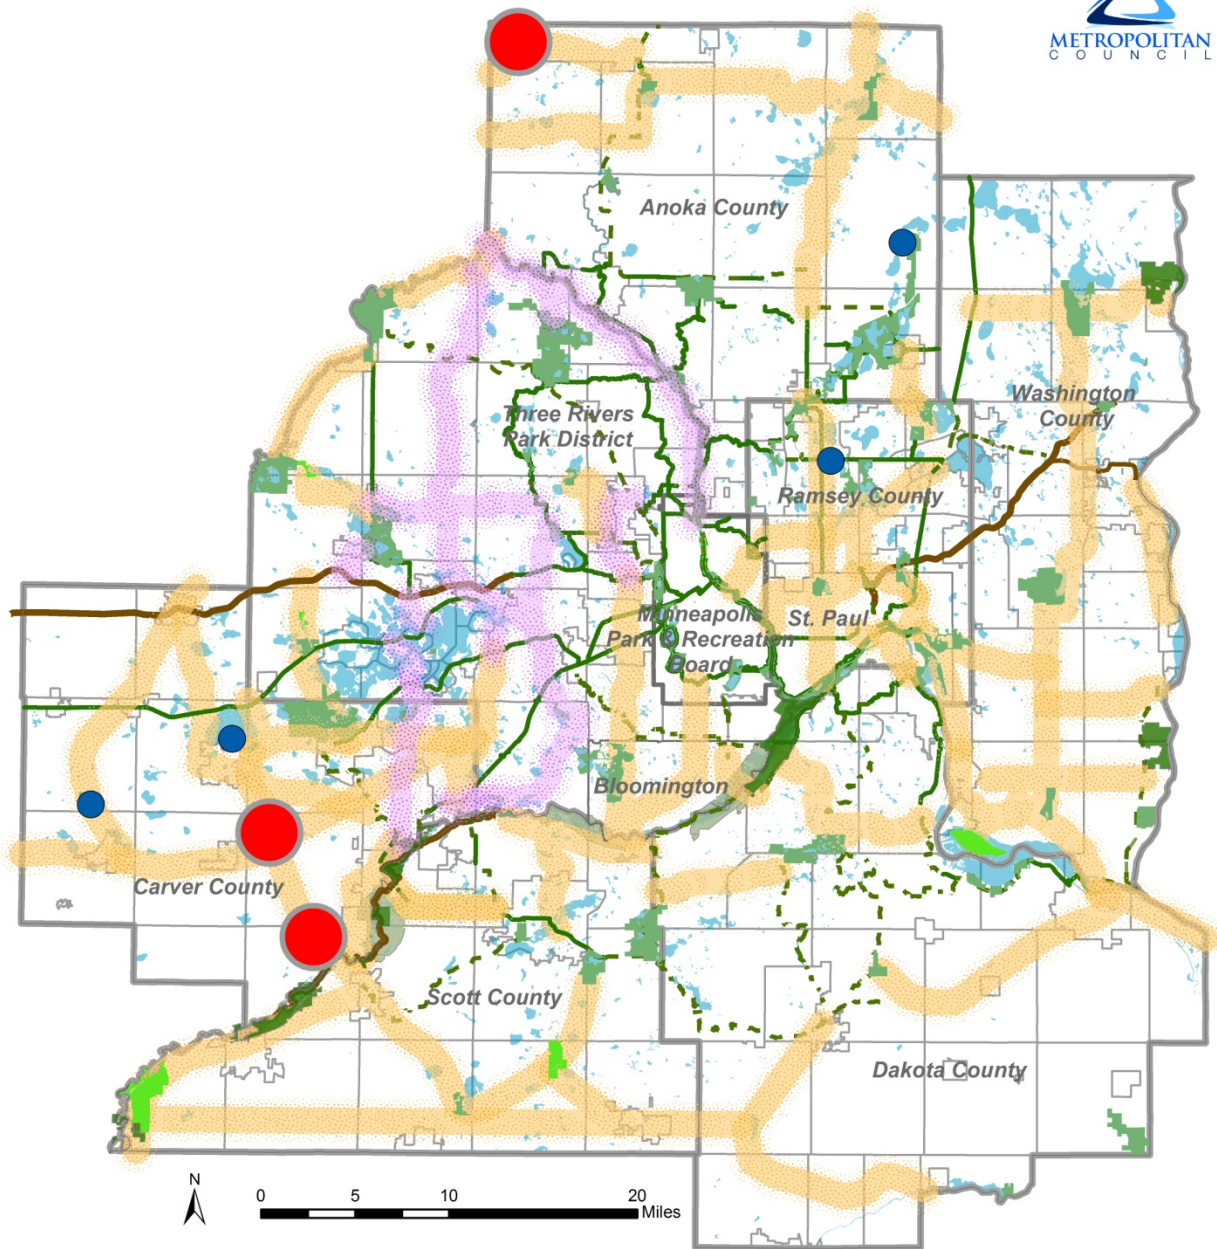 METROPOLITAN
COUNCIL
Anoka County
Washington
County
Three Rivers
Park District
Ramsey County
Minneapolis
Park & Recreation
Board
St. Paul
Bloomington
Carver County
Scott County
Dakota County
N
0 5 10 20
Miles